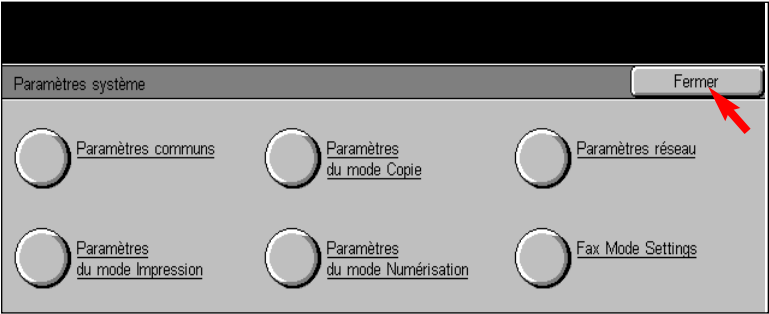 Paramètres système
Fermer
Paramètres communs
Paramètres
du mode Copie
Paramètres réseau
Paramètres
du mode Impression
Paramètres
du mode Numérisation
Fax Mode Settings